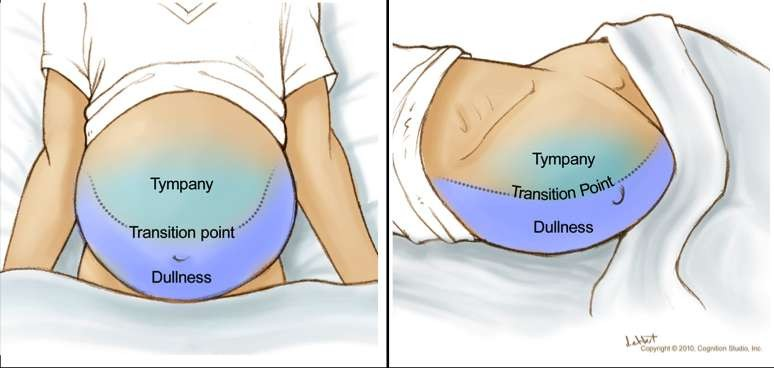 Tympany
Transition point
Dullness
Tympany
Transition Point
Dullness
Copyright © 2010, Cognition Studio, Inc.